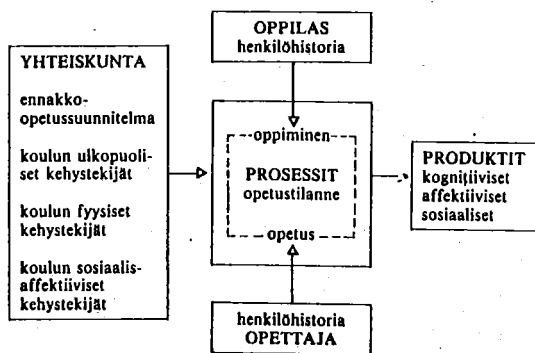 OPPILAS
henkilöhistoria
YHTEISKUNTA
ennakko-
opetussuunnitelma
koulun ulkopuoli-
set kehystekijät
koulun fyysiset
kehystekijät
koulun sosiaalis-
affektiiviset
kehystekijät
oppiminen
PROSESSIT
opetustilanne
opetus
PRODUKTIT
kognitiiviset
affektiiviset
sosiaaliset
henkilöhistoria
OPETTAJA